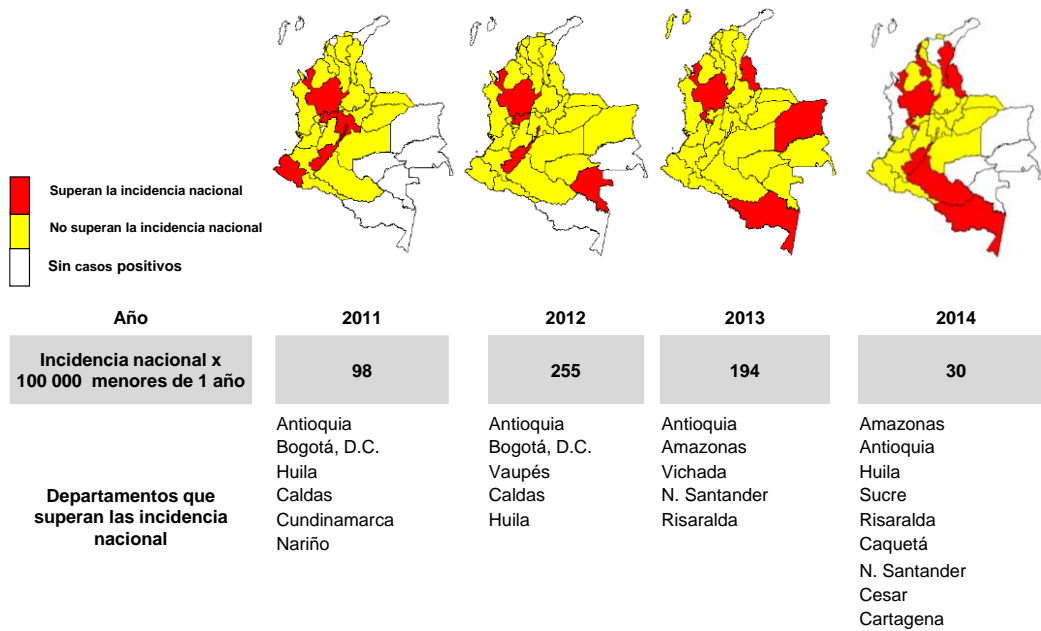 Superan la incidencia nacional
No superan la incidencia nacional
Sin casos positivos
Año 2011 2012 2013 2014
Incidencia nacional x
100 000 menores de 1 año
98 255 194 30
Departamentos que
superan las incidencia
nacional
Antioquia
Bogotá, D.C.
Huila
Caldas
Cundinamarca
Nariño
Antioquia
Bogotá, D.C.
Vaupés
Caldas
Huila
Antioquia
Amazonas
Vichada
N. Santander
Risaralda
Amazonas
Antioquia
Huila
Sucre
Risaralda
Caquetá
N. Santander
Cesar
Cartagena